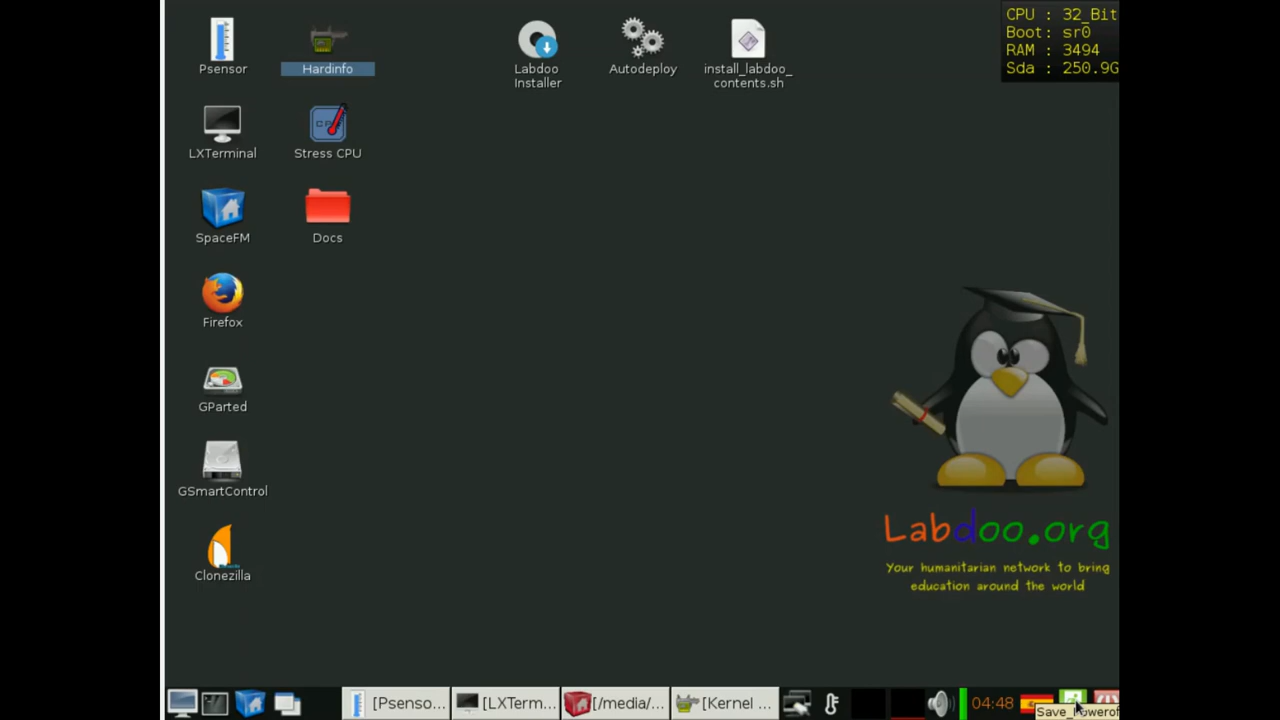 Psensor
Hardinfo
Labdoo
Installer
Autodeploy
install_labdoo_
contents.sh
CPU : 32_Bit
Boot: sr0
RAM : 3494
Sda : 250.9G
LXTerminal
Stress CPU
SpaceFM
Docs
Firefox
GParted
GSmartControl
Clonezilla
Labdoo.org
Your humanitarian network to bring
education around the world
[Psenso...
[LXTerm...
[/media/...
[Kernel ...
04:48
Save_Powerof